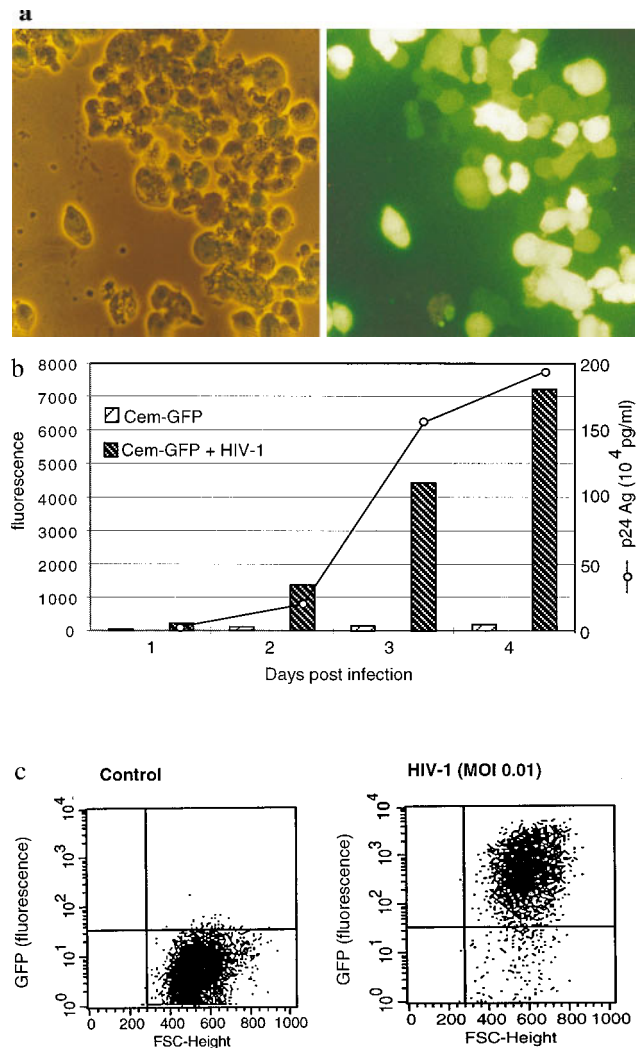 a
b
8000
7000
6000
5000
4000
3000
2000
1000
0
fluorescence
Cem-GFP
Cem-GFP + HIV-1
200
150
100
50
0
p24 Ag (10^4 pg/ml)
1 2 3 4
Days post infection
c
Control
10^4
10^3
10^2
10^1
10^0
GFP (fluorescence)
0 200 400 600 800 1000
FSC-Height
HIV-1 (MOI 0.01)
10^4
10^3
10^2
10^1
10^0
GFP (fluorescence)
0 200 400 600 800 1000
FSC-Height